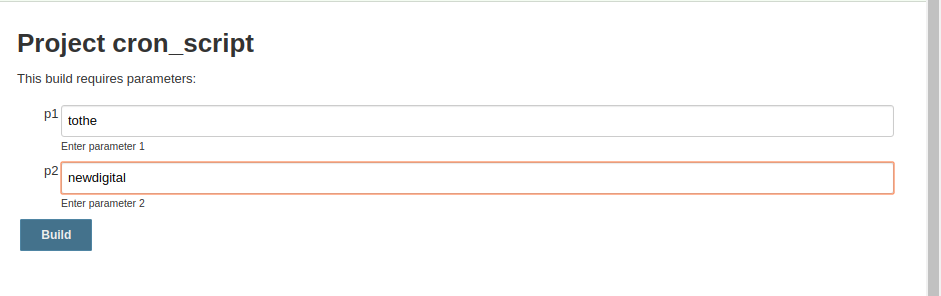 Project cron_script
This build requires parameters:
p1 tothe
Enter parameter 1
p2 newdigital
Enter parameter 2
Build